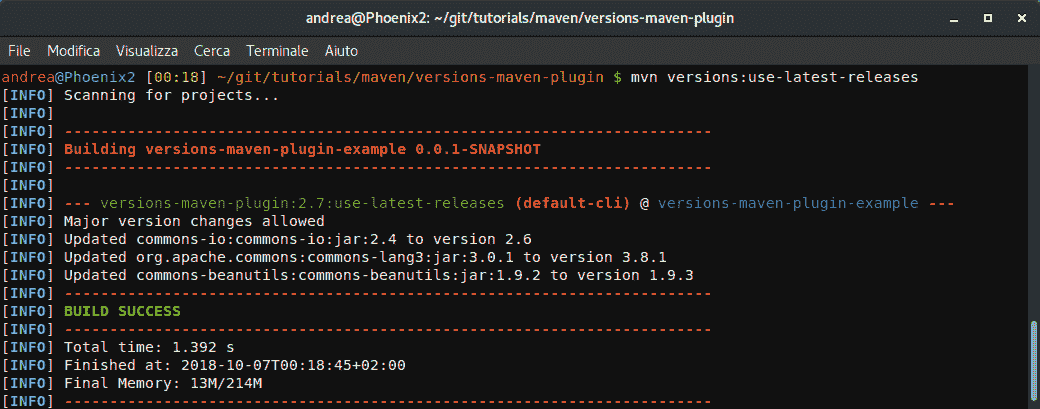 andrea@Phoenix2: ~/git/tutorials/maven/versions-maven-plugin
File Modifica Visualizza Cerca Terminale Aiuto
andrea@Phoenix2 [00:18] ~/git/tutorials/maven/versions-maven-plugin $ mvn versions:use-latest-releases
[INFO] Scanning for projects...
[INFO]
[INFO] ------------------------------------------------------------------------
[INFO] Building versions-maven-plugin-example 0.0.1-SNAPSHOT
[INFO] ------------------------------------------------------------------------
[INFO]
[INFO] --- versions-maven-plugin:2.7:use-latest-releases (default-cli) @ versions-maven-plugin-example ---
[INFO] Major version changes allowed
[INFO] Updated commons-io:commons-io:jar:2.4 to version 2.6
[INFO] Updated org.apache.commons:commons-lang3:jar:3.0.1 to version 3.8.1
[INFO] Updated commons-beanutils:commons-beanutils:jar:1.9.2 to version 1.9.3
[INFO] ------------------------------------------------------------------------
[INFO] BUILD SUCCESS
[INFO] ------------------------------------------------------------------------
[INFO] Total time: 1.392 s
[INFO] Finished at: 2018-10-07T00:18:45+02:00
[INFO] Final Memory: 13M/214M
[INFO] ------------------------------------------------------------------------